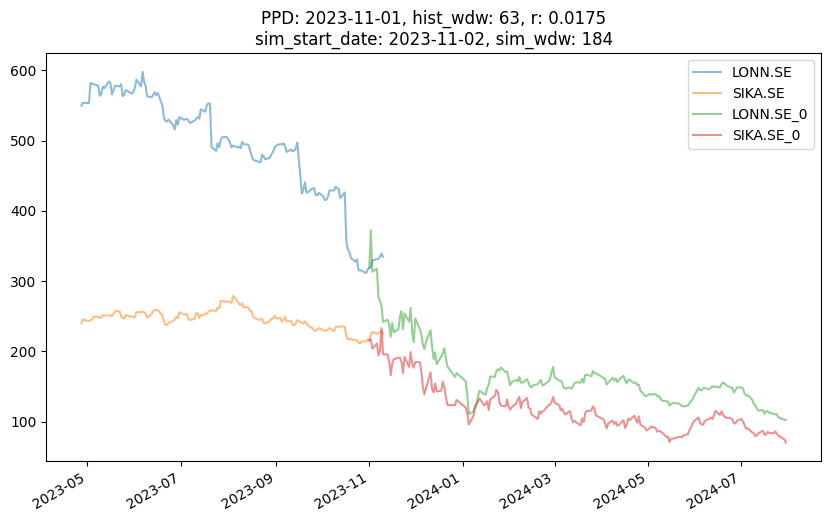 PPD: 2023-11-01, hist_wdw: 63, r: 0.0175
sim_start_date: 2023-11-02, sim_wdw: 184
LONN.SE
SIKA.SE
LONN.SE_0
SIKA.SE_0
600
500
400
300
200
100
2023-05
2023-07
2023-09
2023-11
2024-01
2024-03
2024-05
2024-07